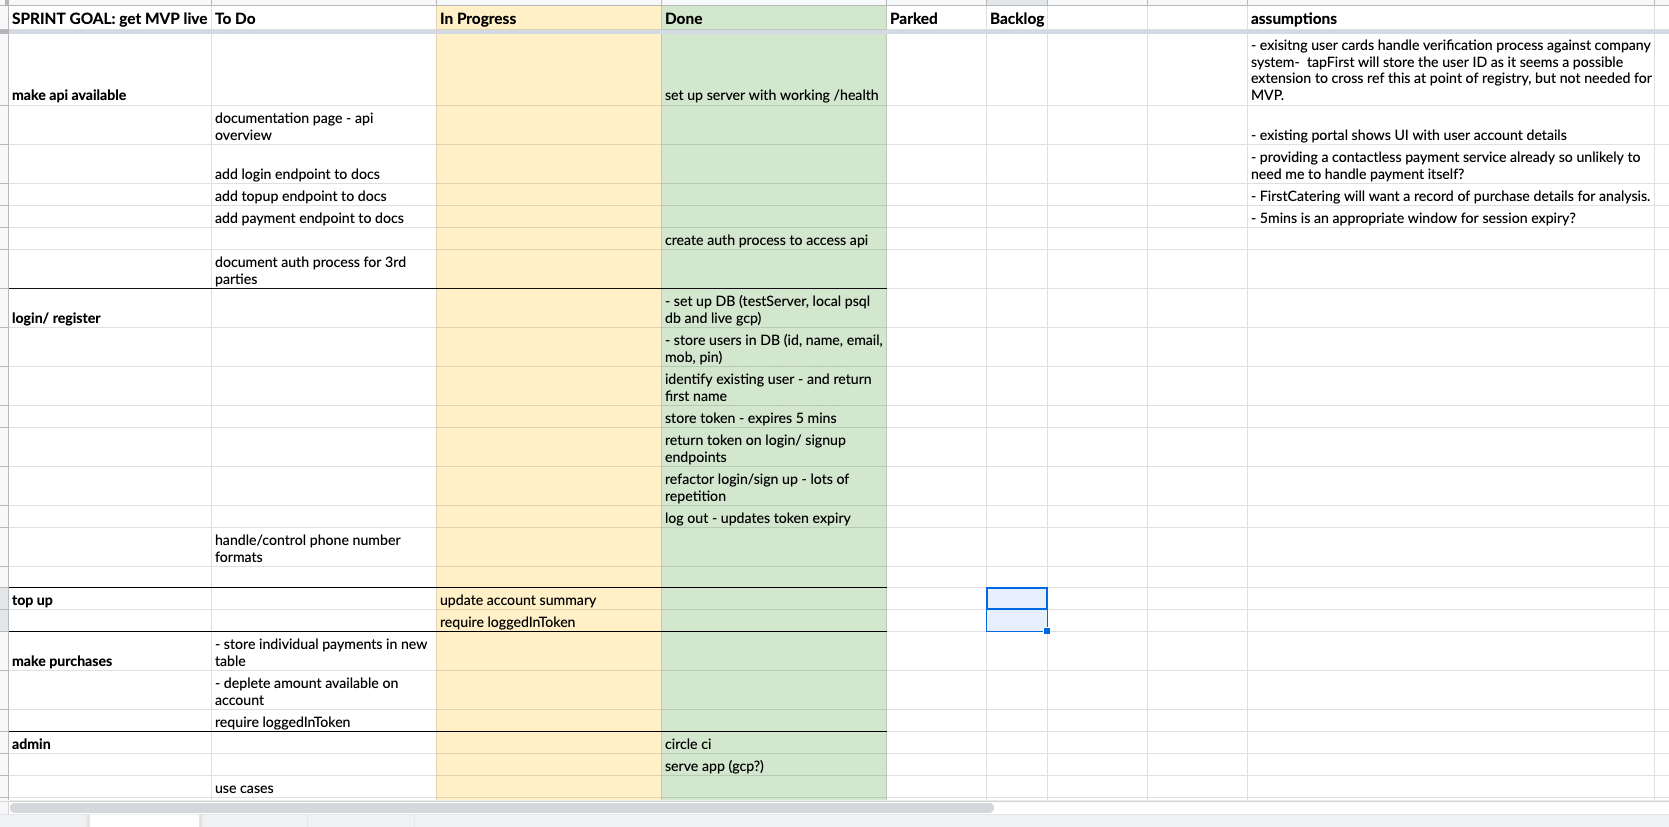 SPRINT GOAL: get MVP live To Do In Progress Done Parked Backlog assumptions
- exisitng user cards handle verification process against company
system- tapFirst will store the user ID as it seems a possible
extension to cross ref this at point of registry, but not needed for
make api available set up server with working /health MVP.
documentation page - api
overview - existing portal shows UI with user account details
- providing a contactless payment service already so unlikely to
add login endpoint to docs need me to handle payment itself?
add topup endpoint to docs - FirstCatering will want a record of purchase details for analysis.
add payment endpoint to docs - 5mins is an appropriate window for session expiry?
create auth process to access api
document auth process for 3rd
parties
- set up DB (testServer, local psql
login/ register db and live gcp)
- store users in DB (id, name, email,
mob, pin)
identify existing user - and return
first name
store token - expires 5 mins
return token on login/ signup
endpoints
refactor login/sign up - lots of
repetition
log out - updates token expiry
handle/control phone number
formats
top up update account summary
require loggedInToken
- store individual payments in new
make purchases table
- deplete amount available on
account
require loggedInToken
admin circle ci
serve app (gcp?)
use cases